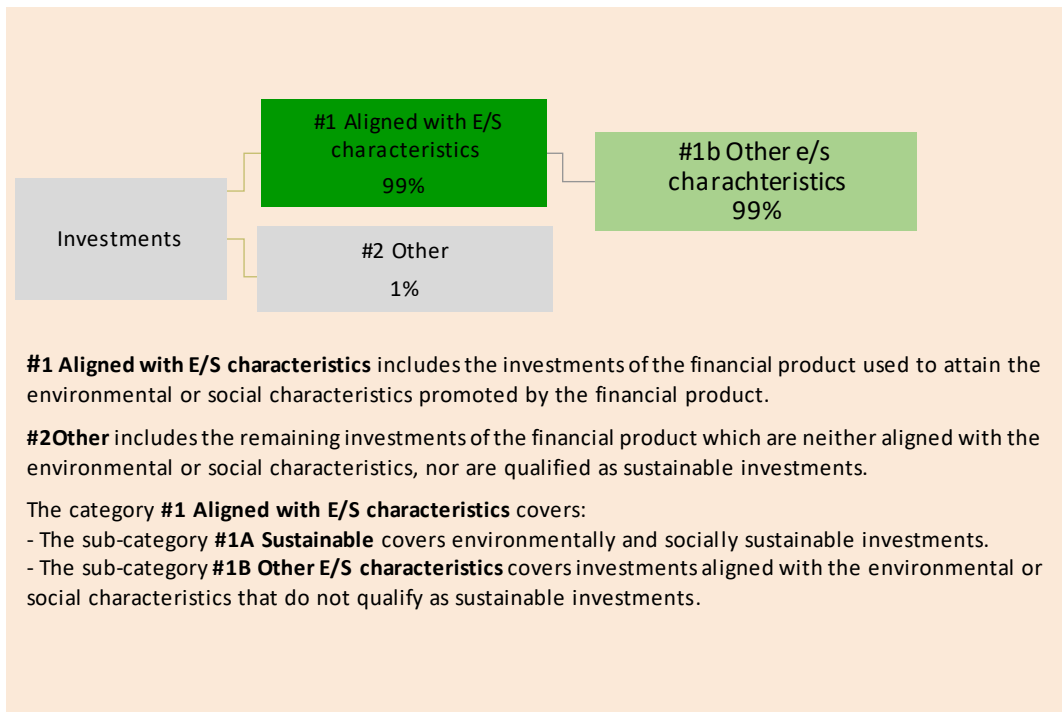 #1 Aligned with E/S
characteristics
99%
#1b Other e/s
charachteristics
99%
Investments
#2 Other
1%
#1 Aligned with E/S characteristics includes the investments of the financial product used to attain the
environmental or social characteristics promoted by the financial product.
#2Other includes the remaining investments of the financial product which are neither aligned with the
environmental or social characteristics, nor are qualified as sustainable investments.
The category #1 Aligned with E/S characteristics covers:
- The sub-category #1A Sustainable covers environmentally and socially sustainable investments.
- The sub-category #1B Other E/S characteristics covers investments aligned with the environmental or
social characteristics that do not qualify as sustainable investments.